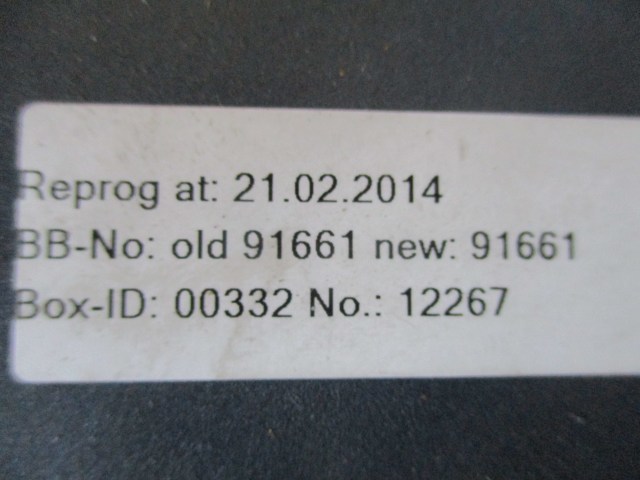 Reprog at: 21.02.2014
BB-No: old 91661 new: 91661
Box-ID: 00332 No.: 12267